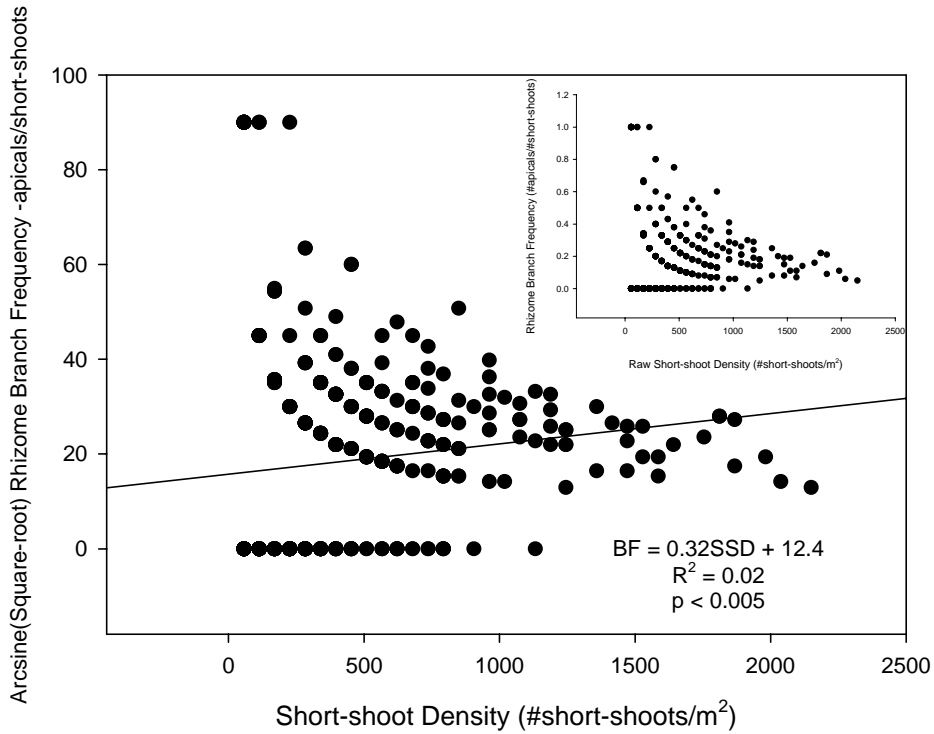 Arcsine(Square-root) Rhizome Branch Frequency -apicals/short-shoots
100
80
60
40
20
0
0 500 1000 1500 2000 2500
Short-shoot Density (#short-shoots/m²)
BF = 0.32SSD + 12.4
R² = 0.02
p < 0.005
Rhizome Branch Frequency (#apicals/#short-shoots)
1.2
1.0
0.8
0.6
0.4
0.2
0.0
0 500 1000 1500 2000 2500
Raw Short-shoot Density (#short-shoots/m²)